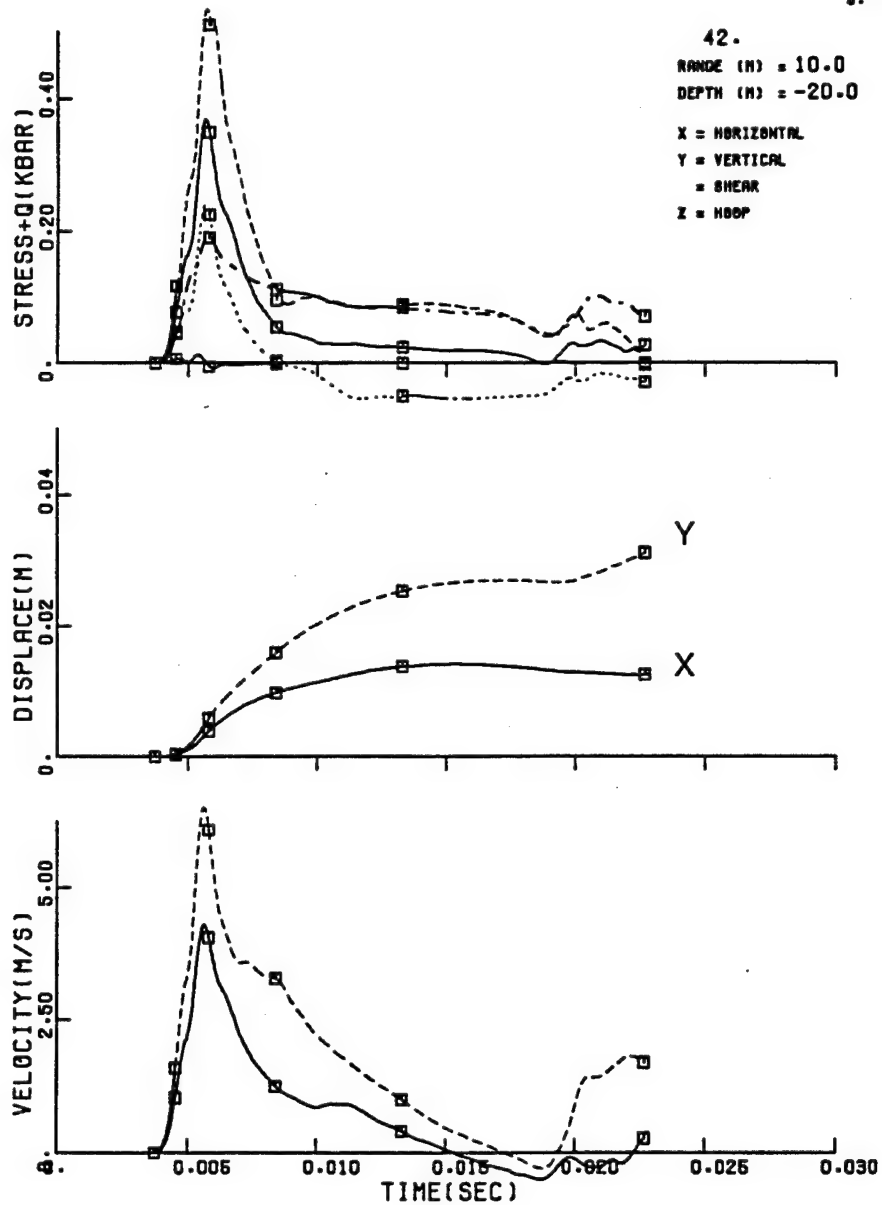 42.
RANGE (M) = 10.0
DEPTH (M) = -20.0
X = HORIZONTAL
Y = VERTICAL
= SHEAR
Z = HOOP
STRESS+Q(KBAR)
0.40
0.20
0.
DISPLACE(M)
0.04
0.02
0.
Y
X
VELOCITY(M/S)
5.00
2.50
0.
0.005
0.010
0.015
0.020
0.025
0.030
TIME(SEC)